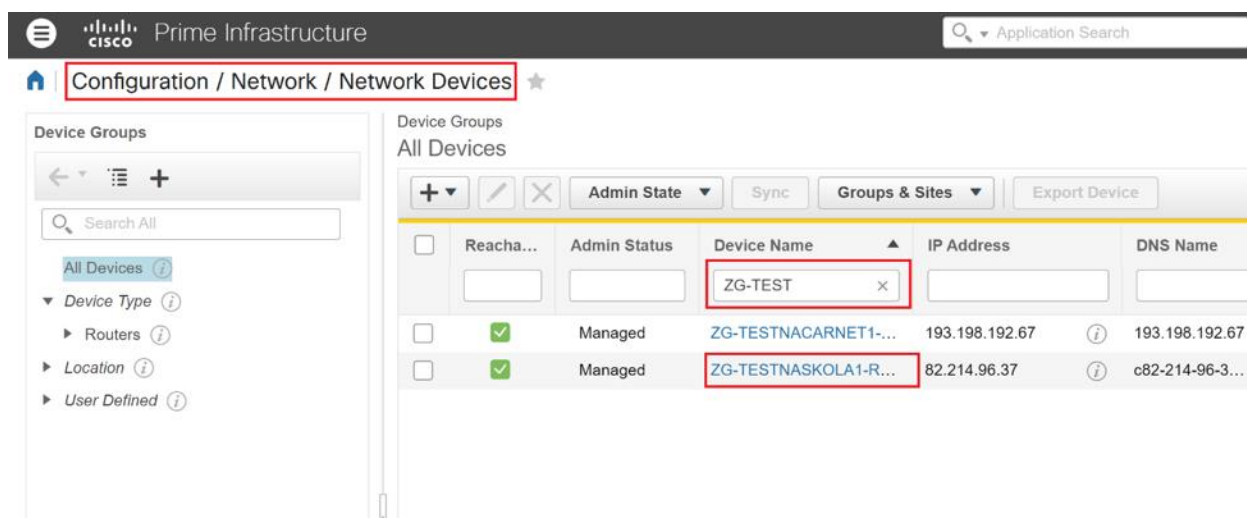 cisco Prime Infrastructure
Application Search
Configuration / Network / Network Devices
Device Groups
Search All
All Devices
Device Type
Routers
Location
User Defined
Device Groups
All Devices
Admin State Sync Groups & Sites Export Device
Reacha... Admin Status Device Name IP Address DNS Name
ZG-TEST
Managed ZG-TESTNACARNET1-... 193.198.192.67 193.198.192.67
Managed ZG-TESTNASKOLA1-R... 82.214.96.37 c82-214-96-3...